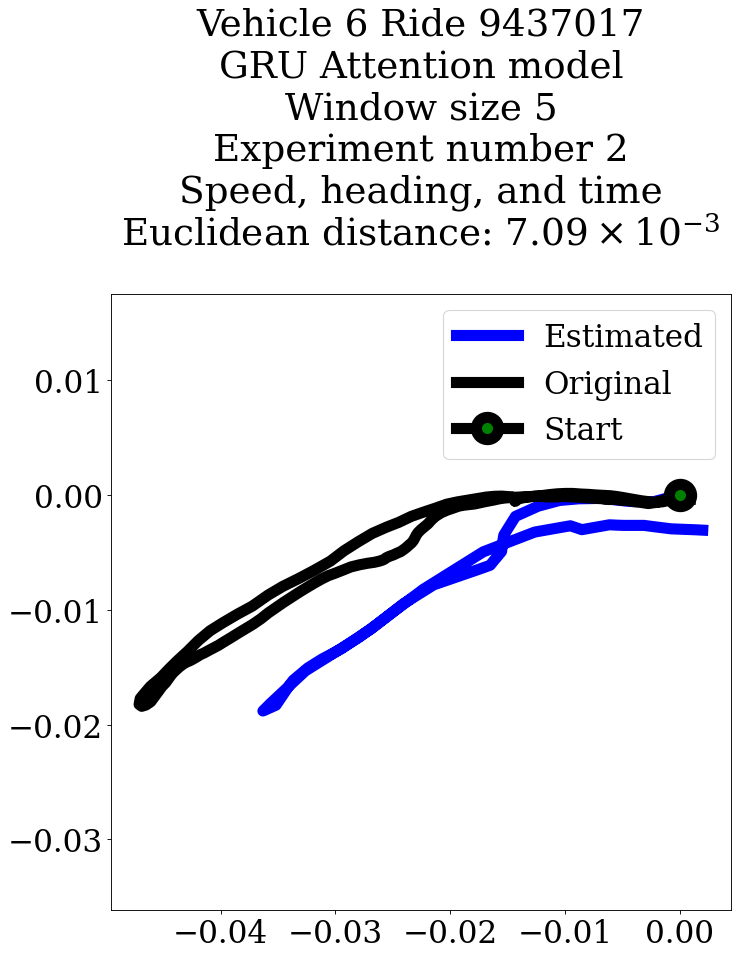 Vehicle 6 Ride 9437017
GRU Attention model
Window size 5
Experiment number 2
Speed, heading, and time
Euclidean distance: $7.09 \times 10^{-3}$
Estimated
Original
Start
0.01
0.00
−0.01
−0.02
−0.03
−0.04 −0.03 −0.02 −0.01 0.00